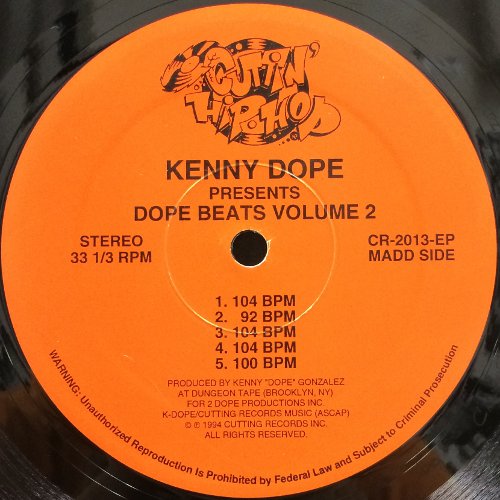 CUTTIN'
HIPHOP
KENNY DOPE
PRESENTS
DOPE BEATS VOLUME 2
STEREO
33 1/3 RPM
CR-2013-EP
MADD SIDE
1. 104 BPM
2. 92 BPM
3. 104 BPM
4. 104 BPM
5. 100 BPM
PRODUCED BY KENNY "DOPE" GONZALEZ
AT DUNGEON TAPE (BROOKLYN, NY)
FOR 2 DOPE PRODUCTIONS INC.
K-DOPE/CUTTING RECORDS MUSIC (ASCAP)
© ℗ 1994 CUTTING RECORDS INC.
ALL RIGHTS RESERVED.
WARNING: Unauthorized Reproduction Is Prohibited by Federal Law and Subject to Criminal Prosecution